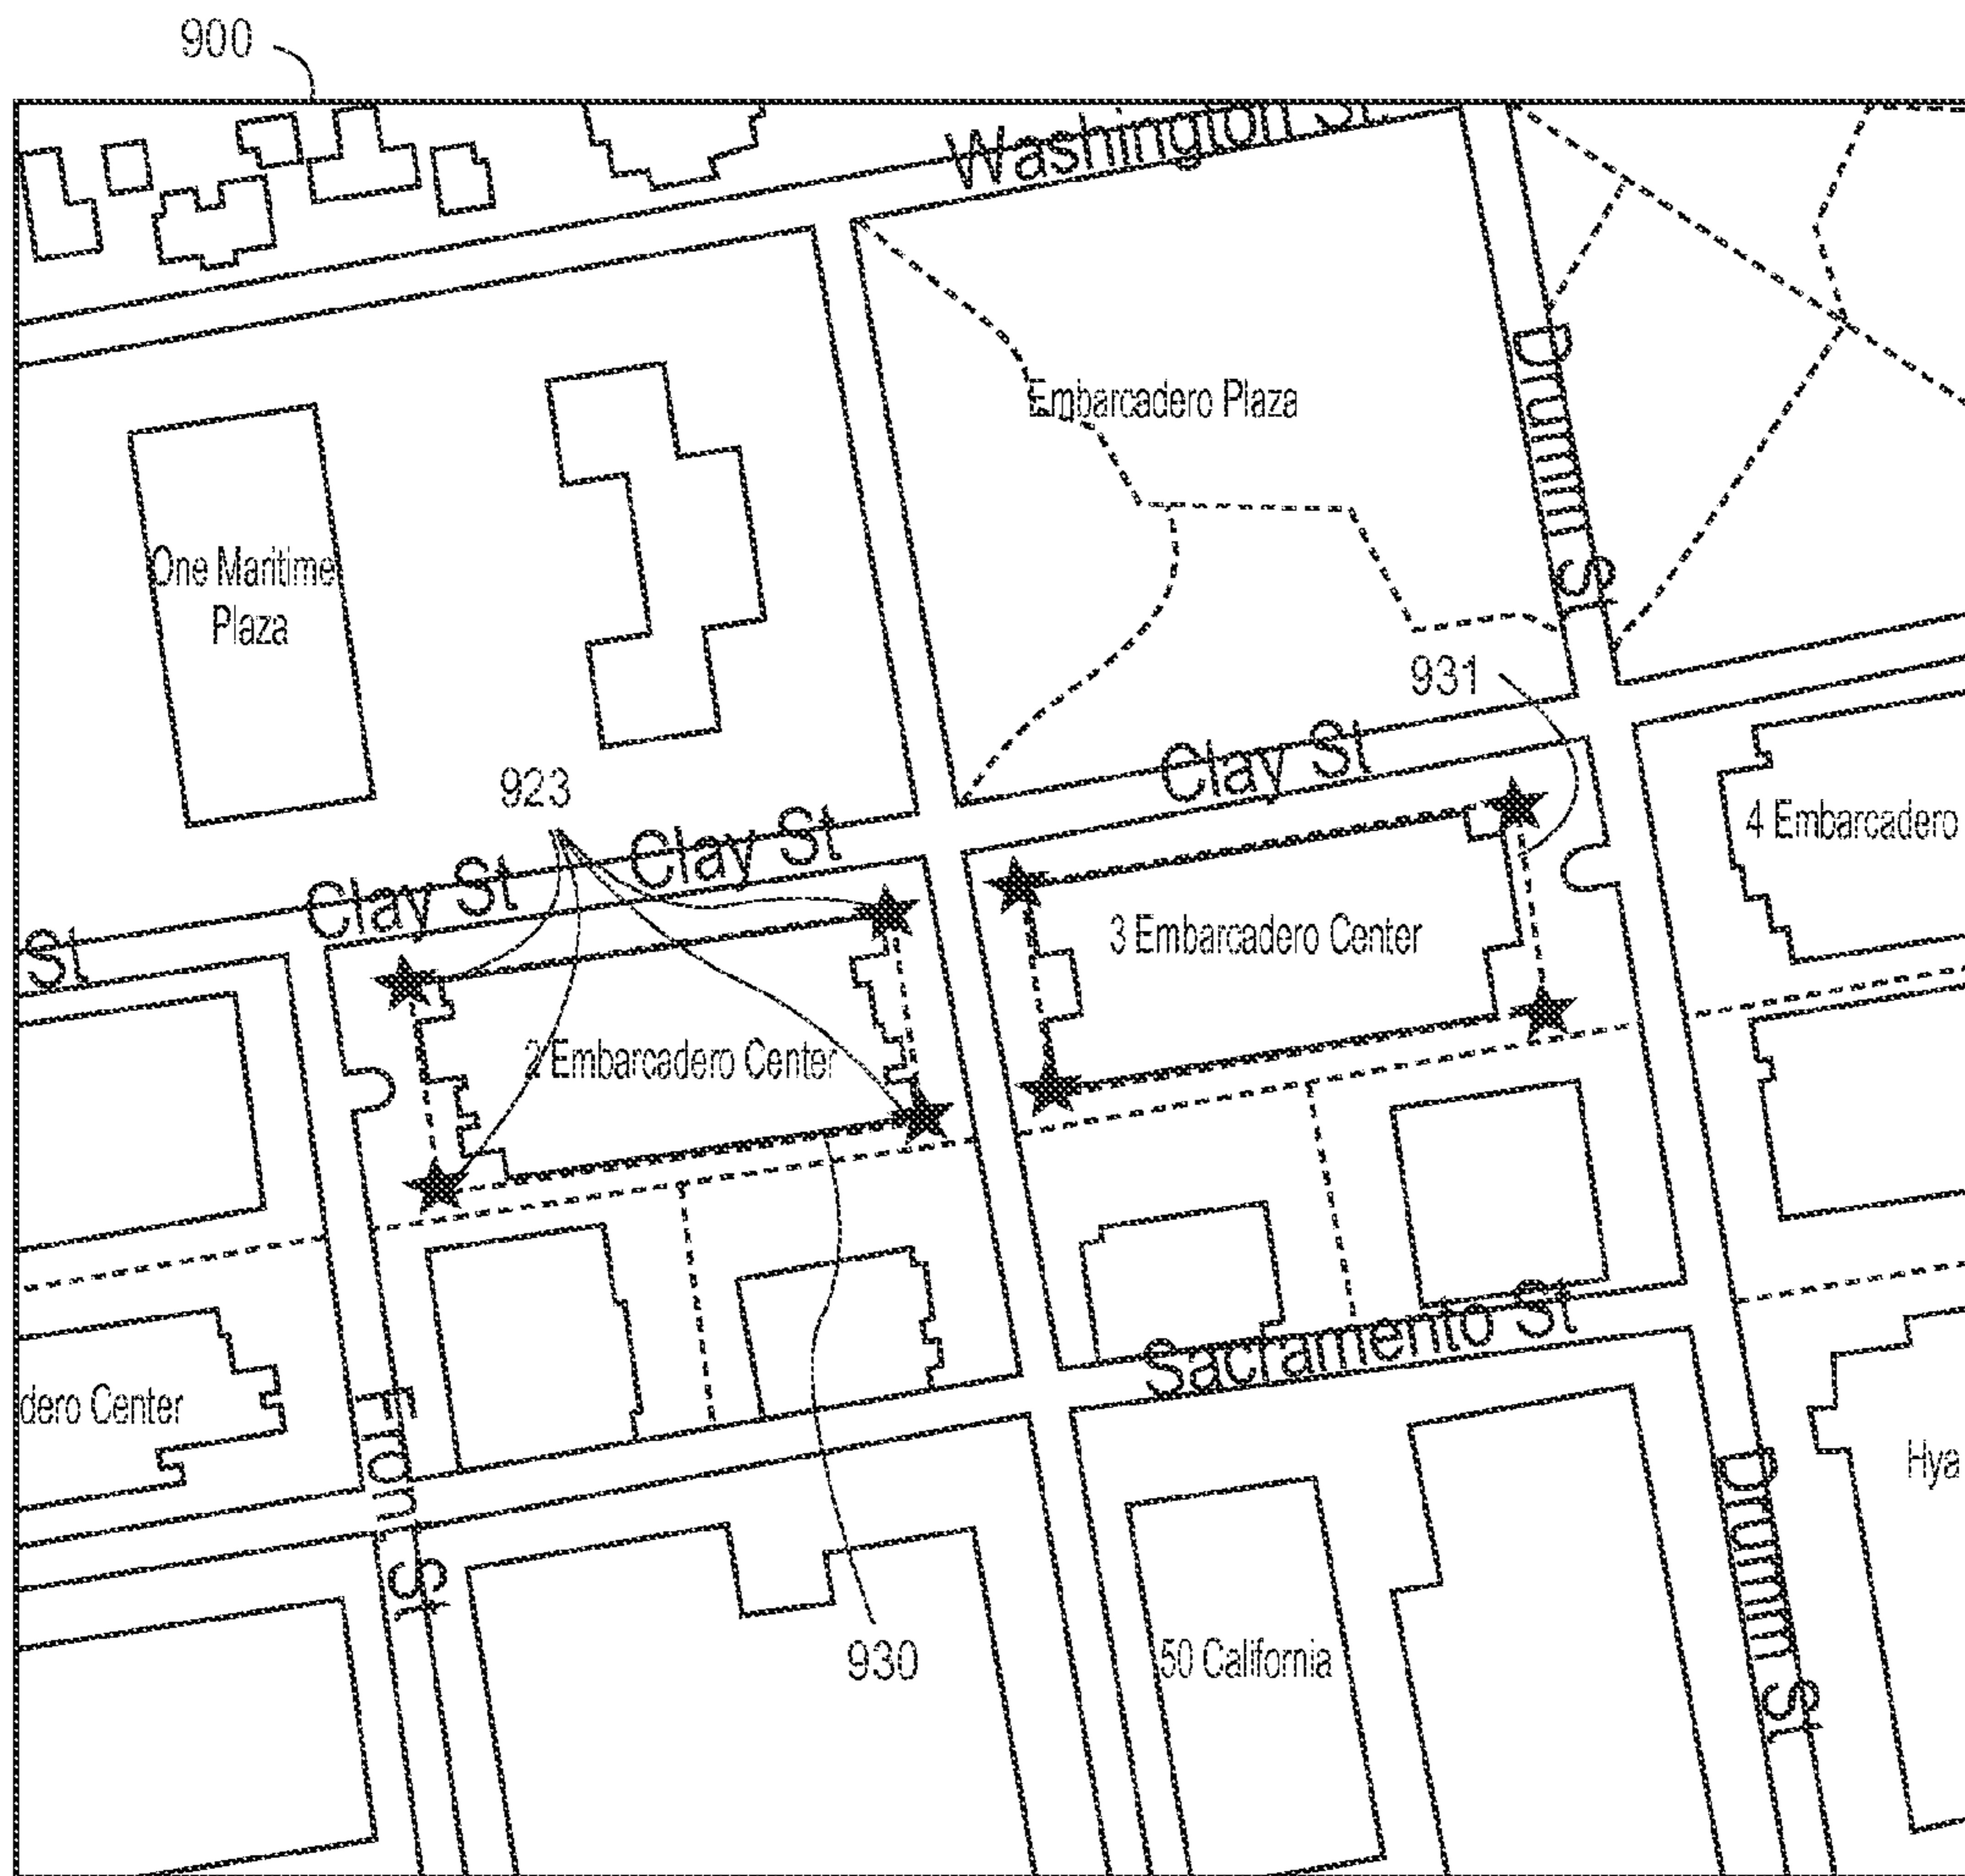 900
Washington St.
Embarcadero Plaza
Drumm St
One Maritime
Plaza
931
Clay St
923
4 Embarcadero
Clay St
Clay St
3 Embarcadero Center
St
2 Embarcadero Center
Sacramento St
dero Center
Front St
Hya
Drumm St
930
50 California